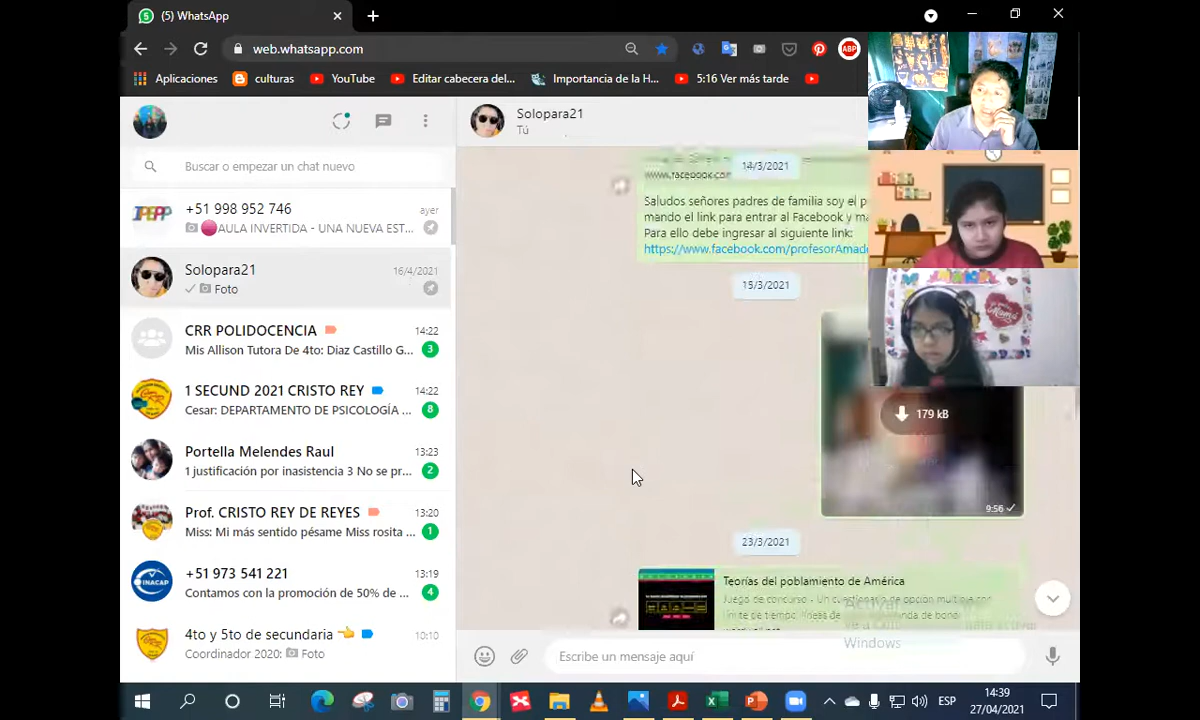 (5) WhatsApp
web.whatsapp.com
ABP
Aplicaciones
culturas
YouTube
Editar cabecera del...
Importancia de la H...
5:16 Ver más tarde
Solopara21
Tú
Buscar o empezar un chat nuevo
+51 998 952 746
ayer
AULA INVERTIDA - UNA NUEVA EST...
Solopara21
16/4/2021
Foto
CRR POLIDOCENCIA
14:22
Mis Allison Tutora De 4to: Diaz Castillo G...
3
1 SECUND 2021 CRISTO REY
14:22
Cesar: DEPARTAMENTO DE PSICOLOGÍA ...
8
Portella Melendes Raul
13:23
1 justificación por inasistencia 3 No se pr...
2
Prof. CRISTO REY DE REYES
13:20
Miss: Mi más sentido pésame Miss rosita ...
1
INACAP
+51 973 541 221
13:19
Contamos con la promoción de 50% de ...
4
4to y 5to de secundaria
10:10
Coordinador 2020: Foto
www.facebook.com
14/3/2021
Saludos señores padres de familia soy el p
mando el link para entrar al Facebook y ma
Para ello debe ingresar al siguiente link:
https://www.facebook.com/profesorAmad
15/3/2021
179 kB
9:56
23/3/2021
Teorías del poblamiento de América
Juego de concurso - Un cuestionario de opción múltiple con
Windows
Escribe un mensaje aquí
ESP
14:39
27/04/2021